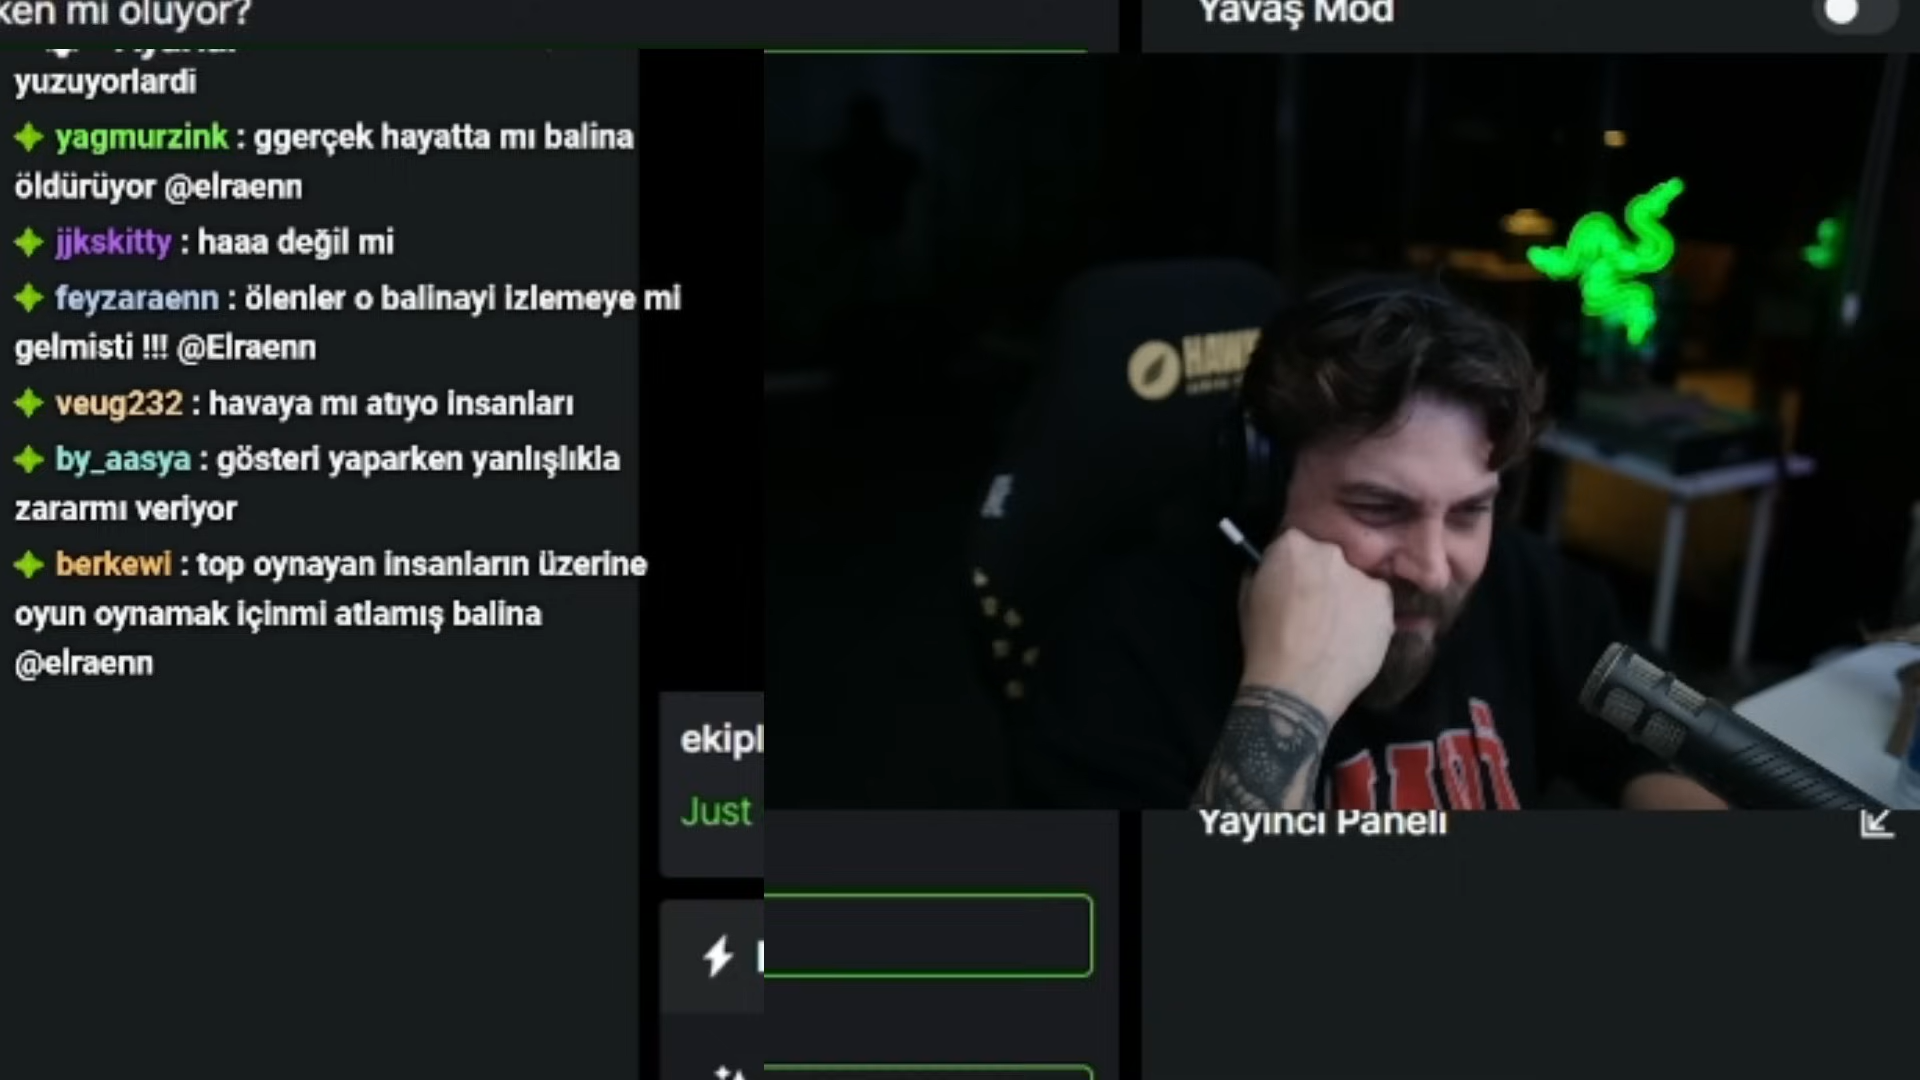 ken mi oluyor?
Yavaş Mod
yuzuyorlardi
yagmurzink : ggerçek hayatta mı balina
öldürüyor @elraenn
jjkskitty : haaa değil mi
feyzaraenn : ölenler o balinayi izlemeye mi
gelmisti !!! @Elraenn
veug232 : havaya mı atıyo insanları
by_aasya : gösteri yaparken yanlışlıkla
zararmı veriyor
berkewi : top oynayan insanların üzerine
oyun oynamak içinmi atlamış balina
@elraenn
HAWK
ekipl
Just
Yayıncı Paneli